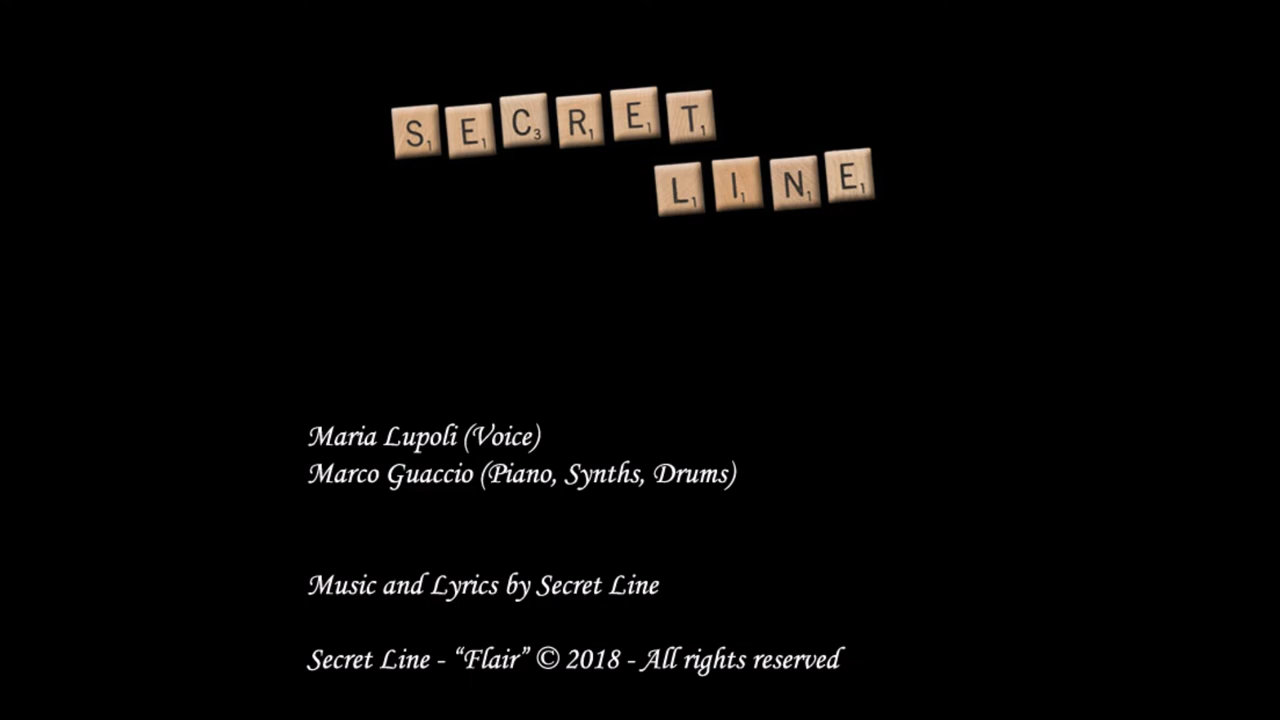 SECRET
LINE
Maria Lupoli (Voice)
Marco Guaccio (Piano, Synths, Drums)
Music and Lyrics by Secret Line
Secret Line - “Flair” © 2018 - All rights reserved